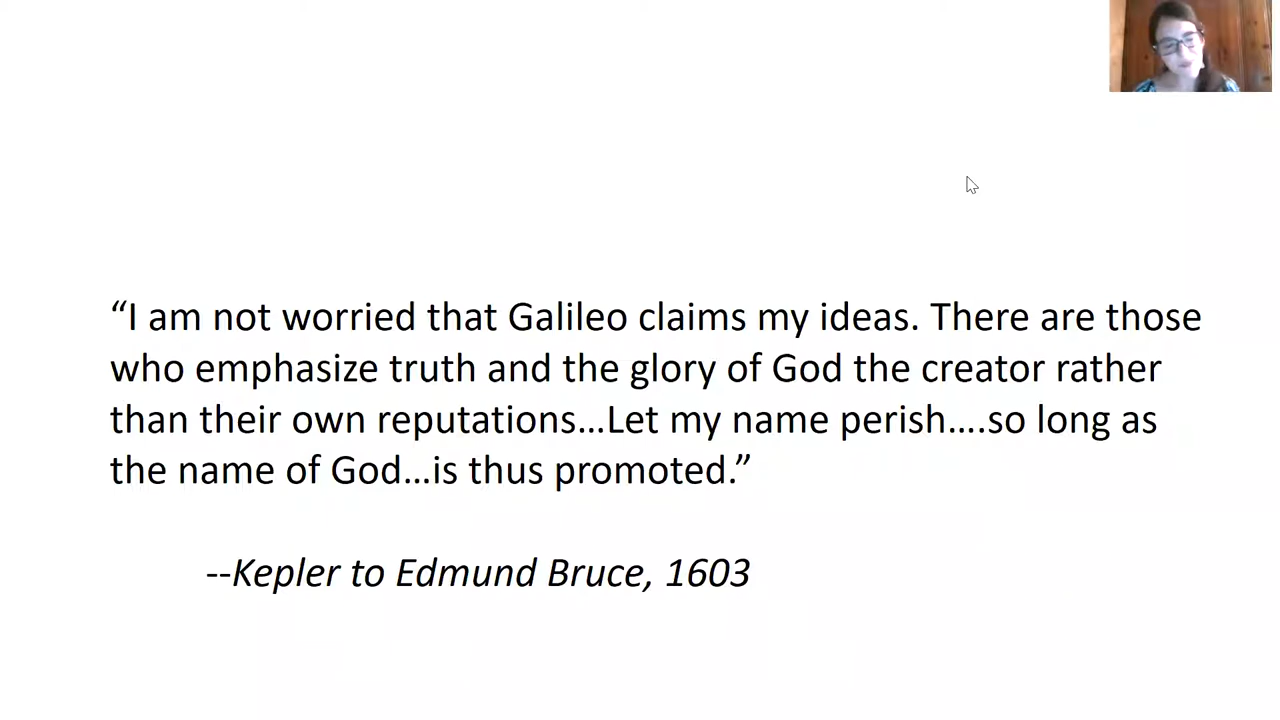 “I am not worried that Galileo claims my ideas. There are those
who emphasize truth and the glory of God the creator rather
than their own reputations…Let my name perish….so long as
the name of God…is thus promoted.”
--Kepler to Edmund Bruce, 1603